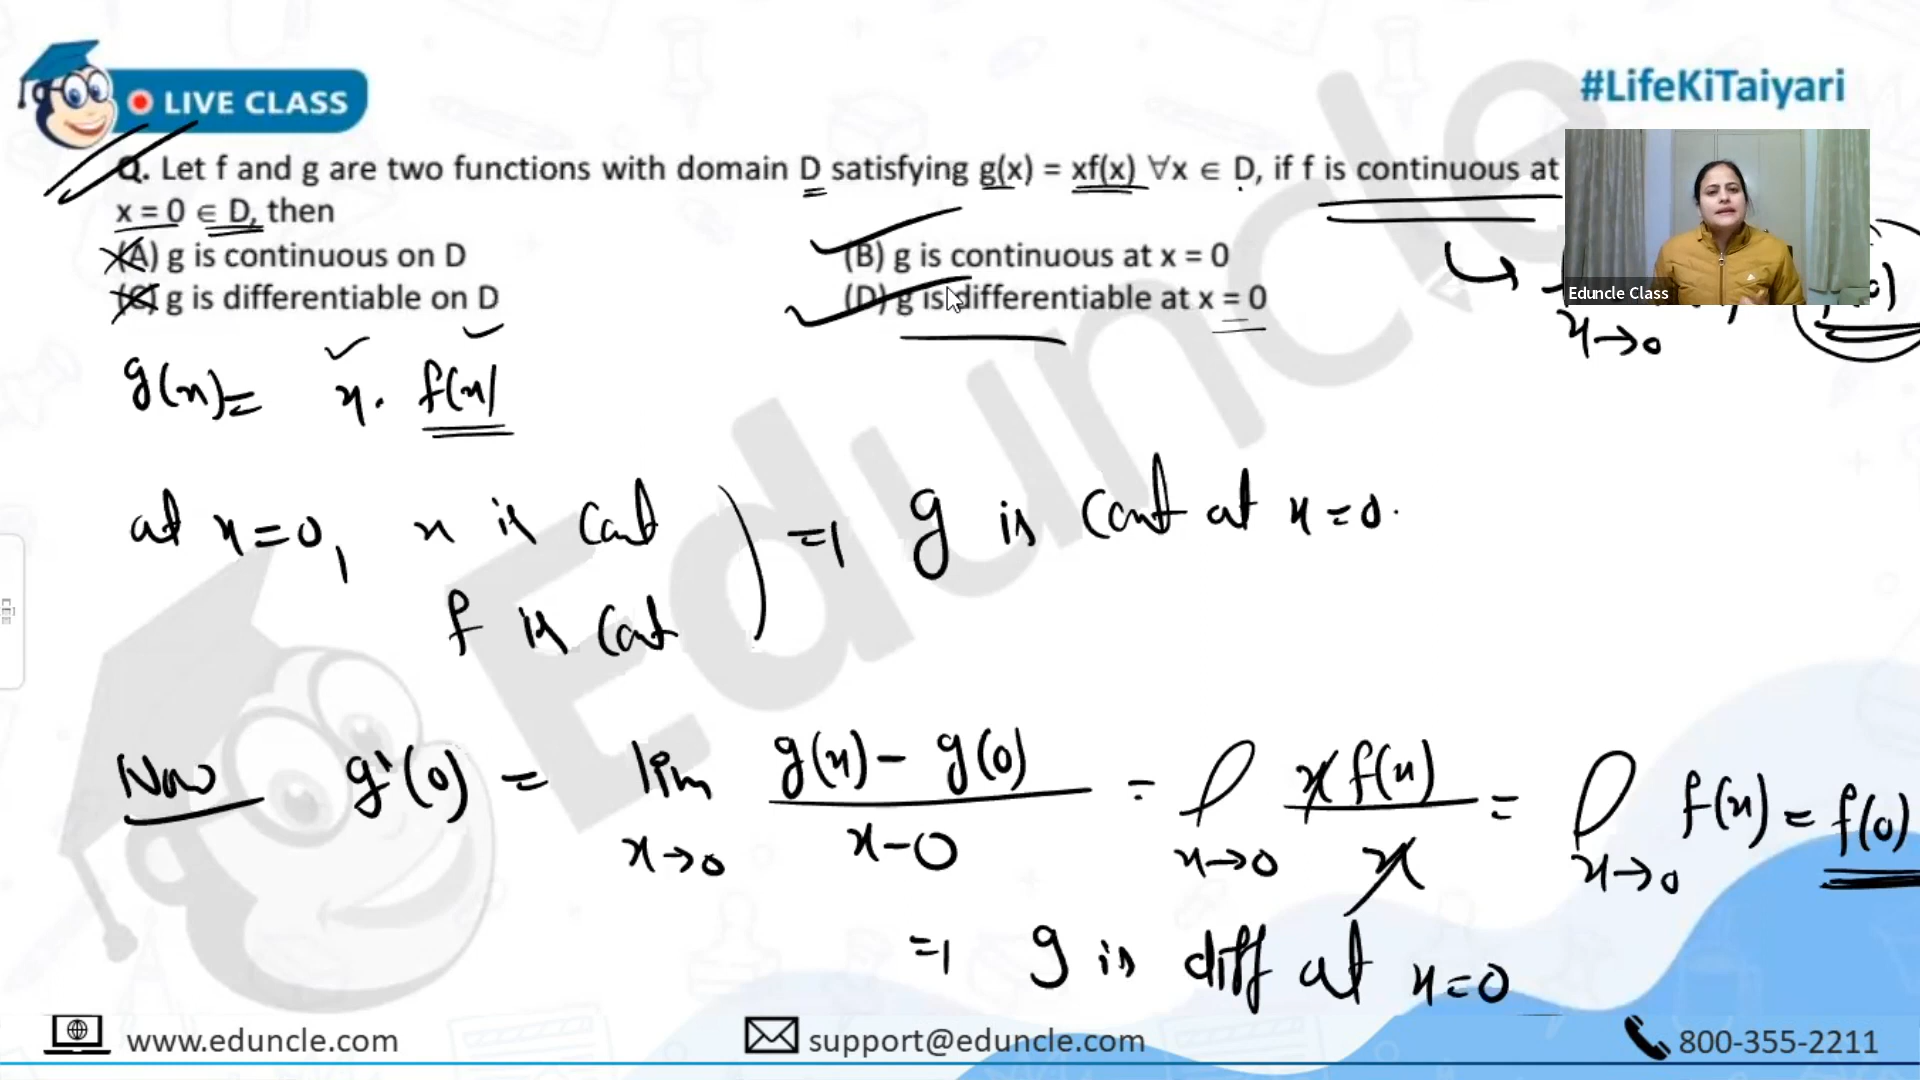 LIVE CLASS
#LifeKiTaiyari
Q. Let f and g are two functions with domain D satisfying g(x) = xf(x) ∀x ∈ D, if f is continuous at
x = 0 ∈ D, then
(A) g is continuous on D
(B) g is continuous at x = 0
(C) g is differentiable on D
(D) g is differentiable at x = 0
Eduncle Class
x→0
g(x)= x. f(x)
at x=0, x is cont
f is cont
⇒ g is cont at x=0.
Now g'(0) = lim x→0 g(x)-g(0) / x-0 = l x→0 x f(x) / x = l x→0 f(x) = f(0)
⇒ g is diff at x=0
Eduncle
www.eduncle.com
support@eduncle.com
800-355-2211